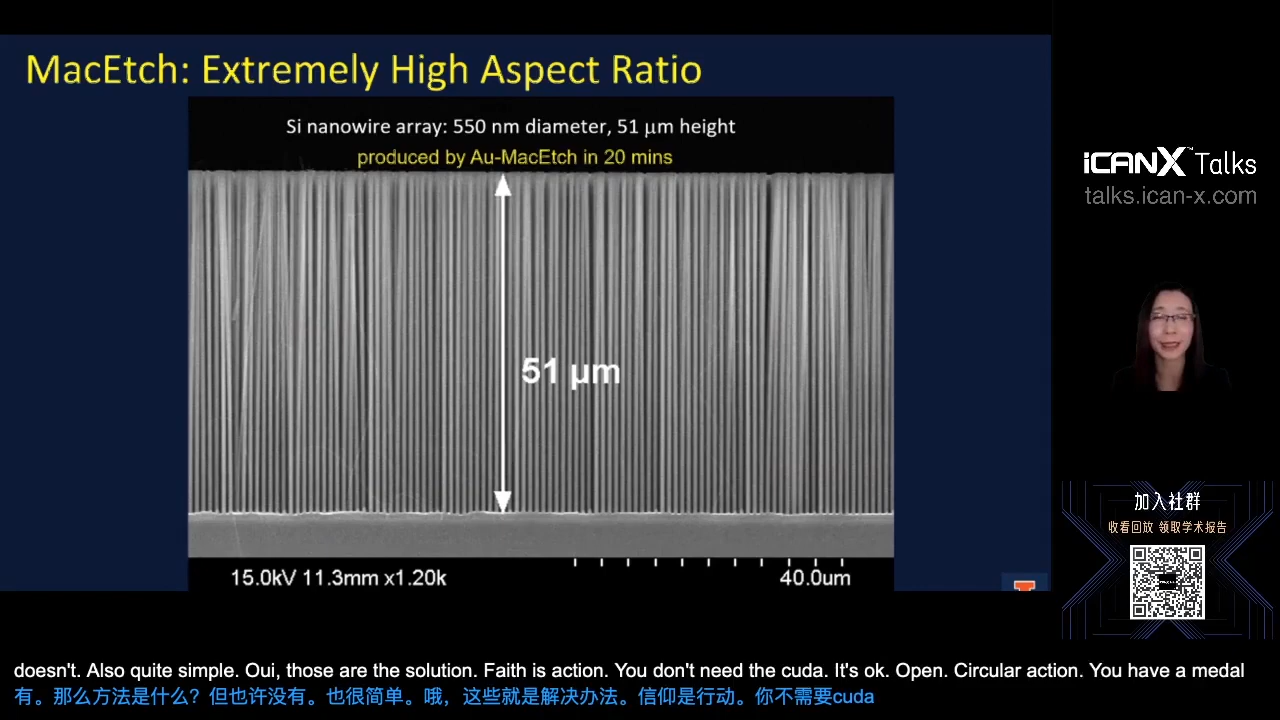 MacEtch: Extremely High Aspect Ratio
Si nanowire array: 550 nm diameter, 51 µm height
produced by Au-MacEtch in 20 mins
51 µm
15.0kV 11.3mm x1.20k
40.0um
iCANX™ Talks
talks.ican-x.com
加入社群
收看回放 领取学术报告
doesn't. Also quite simple. Oui, those are the solution. Faith is action. You don't need the cuda. It's ok. Open. Circular action. You have a medal
有。那么方法是什么？但也许没有。也很简单。哦，这些就是解决办法。信仰是行动。你不需要cuda